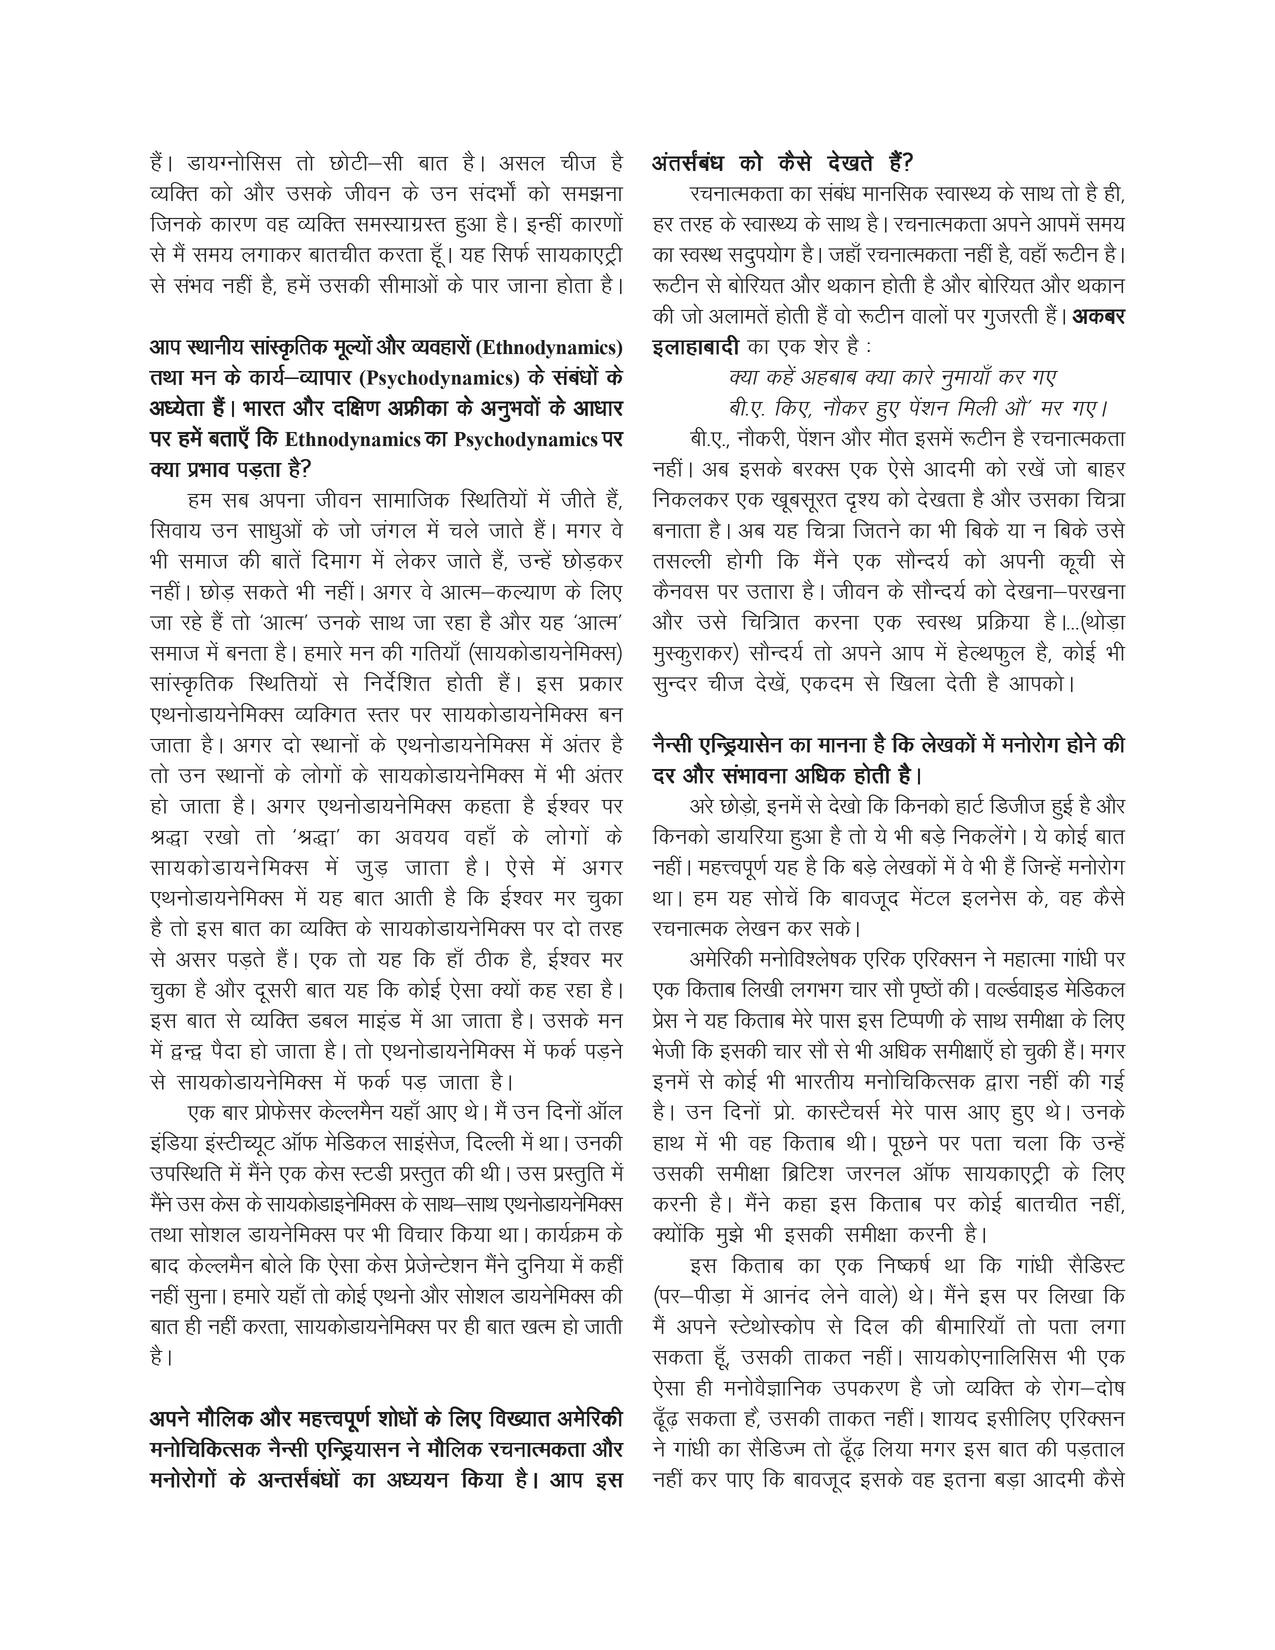 हैं। डायग्नोसिस तो छोटी–सी बात है। असल चीज है
व्यक्ति को और उसके जीवन के उन संदर्भों को समझना
जिनके कारण वह व्यक्ति समस्याग्रस्त हुआ है। इन्हीं कारणों
से मैं समय लगाकर बातचीत करता हूँ। यह सिर्फ सायकाएट्री
से संभव नहीं है, हमें उसकी सीमाओं के पार जाना होता है।
आप स्थानीय सांस्कृतिक मूल्यों और व्यवहारों (Ethnodynamics)
तथा मन के कार्य–व्यापार (Psychodynamics) के संबंधों के
अध्येता हैं। भारत और दक्षिण अफ्रीका के अनुभवों के आधार
पर हमें बताएँ कि Ethnodynamics का Psychodynamics पर
क्या प्रभाव पड़ता है?
हम सब अपना जीवन सामाजिक स्थितियों में जीते हैं,
सिवाय उन साधुओं के जो जंगल में चले जाते हैं। मगर वे
भी समाज की बातें दिमाग में लेकर जाते हैं, उन्हें छोड़कर
नहीं। छोड़ सकते भी नहीं। अगर वे आत्म–कल्याण के लिए
जा रहे हैं तो 'आत्म' उनके साथ जा रहा है और यह 'आत्म'
समाज में बनता है। हमारे मन की गतियाँ (सायकोडायनेमिक्स)
सांस्कृतिक स्थितियों से निर्देशित होती हैं। इस प्रकार
एथनोडायनेमिक्स व्यक्गित स्तर पर सायकोडायनेमिक्स बन
जाता है। अगर दो स्थानों के एथनोडायनेमिक्स में अंतर है
तो उन स्थानों के लोगों के सायकोडायनेमिक्स में भी अंतर
हो जाता है। अगर एथनोडायनेमिक्स कहता है ईश्वर पर
श्रद्धा रखो तो 'श्रद्धा' का अवयव वहाँ के लोगों के
सायकोडायनेमिक्स में जुड़ जाता है। ऐसे में अगर
एथनोडायनेमिक्स में यह बात आती है कि ईश्वर मर चुका
है तो इस बात का व्यक्ति के सायकोडायनेमिक्स पर दो तरह
से असर पड़ते हैं। एक तो यह कि हाँ ठीक है, ईश्वर मर
चुका है और दूसरी बात यह कि कोई ऐसा क्यों कह रहा है।
इस बात से व्यक्ति डबल माइंड में आ जाता है। उसके मन
में द्वन्द्व पैदा हो जाता है। तो एथनोडायनेमिक्स में फर्क पड़ने
से सायकोडायनेमिक्स में फर्क पड़ जाता है।
एक बार प्रोफेसर केल्लमैन यहाँ आए थे। मैं उन दिनों ऑल
इंडिया इंस्टीच्यूट ऑफ मेडिकल साइंसेज, दिल्ली में था। उनकी
उपस्थिति में मैंने एक केस स्टडी प्रस्तुत की थी। उस प्रस्तुति में
मैंने उस केस के सायकोडाइनेमिक्स के साथ–साथ एथनोडायनेमिक्स
तथा सोशल डायनेमिक्स पर भी विचार किया था। कार्यक्रम के
बाद केल्लमैन बोले कि ऐसा केस प्रेजेन्टेशन मैंने दुनिया में कहीं
नहीं सुना। हमारे यहाँ तो कोई एथनो और सोशल डायनेमिक्स की
बात ही नहीं करता, सायकोडायनेमिक्स पर ही बात खत्म हो जाती
है।
अपने मौलिक और महत्त्वपूर्ण शोधों के लिए विख्यात अमेरिकी
मनोचिकित्सक नैन्सी एन्ड्रियासन ने मौलिक रचनात्मकता और
मनोरोगों के अन्तर्संबंधों का अध्ययन किया है। आप इस
अंतर्संबंध को कैसे देखते हैं?
रचनात्मकता का संबंध मानसिक स्वास्थ्य के साथ तो है ही,
हर तरह के स्वास्थ्य के साथ है। रचनात्मकता अपने आपमें समय
का स्वस्थ सदुपयोग है। जहाँ रचनात्मकता नहीं है, वहाँ रूटीन है।
रूटीन से बोरियत और थकान होती है और बोरियत और थकान
की जो अलामतें होती हैं वो रूटीन वालों पर गुजरती हैं। अकबर
इलाहाबादी का एक शेर है :
क्या कहें अहबाब क्या कारे नुमायाँ कर गए
बी.ए. किए, नौकर हुए पेंशन मिली औ' मर गए।
बी.ए., नौकरी, पेंशन और मौत इसमें रूटीन है रचनात्मकता
नहीं। अब इसके बरक्स एक ऐसे आदमी को रखें जो बाहर
निकलकर एक खूबसूरत दृश्य को देखता है और उसका चित्रा
बनाता है। अब यह चित्रा जितने का भी बिके या न बिके उसे
तसल्ली होगी कि मैंने एक सौन्दर्य को अपनी कूची से
कैनवस पर उतारा है। जीवन के सौन्दर्य को देखना–परखना
और उसे चित्रिात करना एक स्वस्थ प्रक्रिया है।...(थोड़ा
मुस्कुराकर) सौन्दर्य तो अपने आप में हेल्थफुल है, कोई भी
सुन्दर चीज देखें, एकदम से खिला देती है आपको।
नैन्सी एन्ड्रियासेन का मानना है कि लेखकों में मनोरोग होने की
दर और संभावना अधिक होती है।
अरे छोड़ो, इनमें से देखो कि किनको हार्ट डिजीज हुई है और
किनको डायरिया हुआ है तो ये भी बड़े निकलेंगे। ये कोई बात
नहीं। महत्त्वपूर्ण यह है कि बड़े लेखकों में वे भी हैं जिन्हें मनोरोग
था। हम यह सोचें कि बावजूद मेंटल इलनेस के, वह कैसे
रचनात्मक लेखन कर सके।
अमेरिकी मनोविश्लेषक एरिक एरिक्सन ने महात्मा गांधी पर
एक किताब लिखी लगभग चार सौ पृष्ठों की। वर्ल्डवाइड मेडिकल
प्रेस ने यह किताब मेरे पास इस टिप्पणी के साथ समीक्षा के लिए
भेजी कि इसकी चार सौ से भी अधिक समीक्षाएँ हो चुकी हैं। मगर
इनमें से कोई भी भारतीय मनोचिकित्सक द्वारा नहीं की गई
है। उन दिनों प्रो. कास्टैचर्स मेरे पास आए हुए थे। उनके
हाथ में भी वह किताब थी। पूछने पर पता चला कि उन्हें
उसकी समीक्षा ब्रिटिश जरनल ऑफ सायकाएट्री के लिए
करनी है। मैंने कहा इस किताब पर कोई बातचीत नहीं,
क्योंकि मुझे भी इसकी समीक्षा करनी है।
इस किताब का एक निष्कर्ष था कि गांधी सैडिस्ट
(पर–पीड़ा में आनंद लेने वाले) थे। मैंने इस पर लिखा कि
मैं अपने स्टेथोस्कोप से दिल की बीमारियाँ तो पता लगा
सकता हूँ, उसकी ताकत नहीं। सायकोएनालिसिस भी एक
ऐसा ही मनोवैज्ञानिक उपकरण है जो व्यक्ति के रोग–दोष
ढूँढ़ सकता है, उसकी ताकत नहीं। शायद इसीलिए एरिक्सन
ने गांधी का सैडिज्म तो ढूँढ़ लिया मगर इस बात की पड़ताल
नहीं कर पाए कि बावजूद इसके वह इतना बड़ा आदमी कैसे